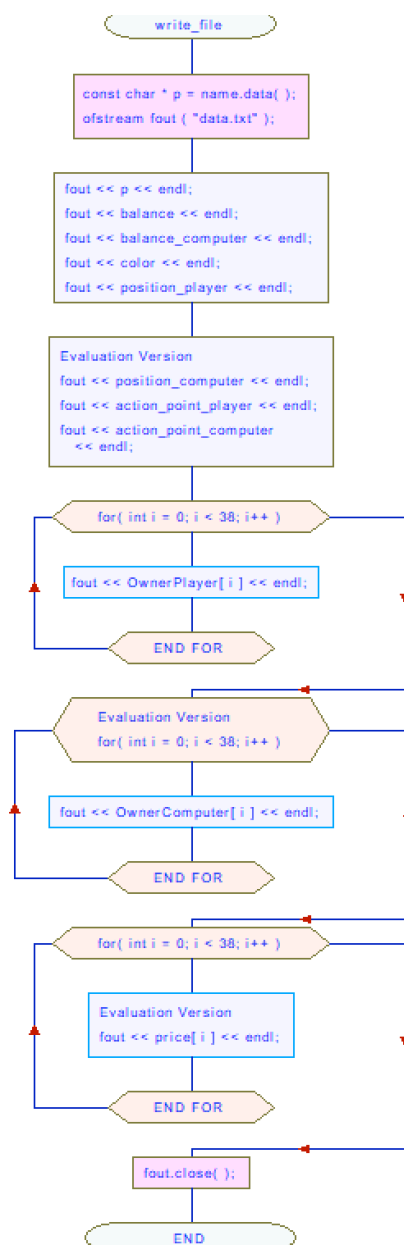 write_file
const char * p = name.data( );
ofstream fout ( "data.txt" );
fout << p << endl;
fout << balance << endl;
fout << balance_computer << endl;
fout << color << endl;
fout << position_player << endl;
Evaluation Version
fout << position_computer << endl;
fout << action_point_player << endl;
fout << action_point_computer
<< endl;
for( int i = 0; i < 38; i++ )
fout << OwnerPlayer[ i ] << endl;
END FOR
Evaluation Version
for( int i = 0; i < 38; i++ )
fout << OwnerComputer[ i ] << endl;
END FOR
for( int i = 0; i < 38; i++ )
Evaluation Version
fout << price[ i ] << endl;
END FOR
fout.close( );
END